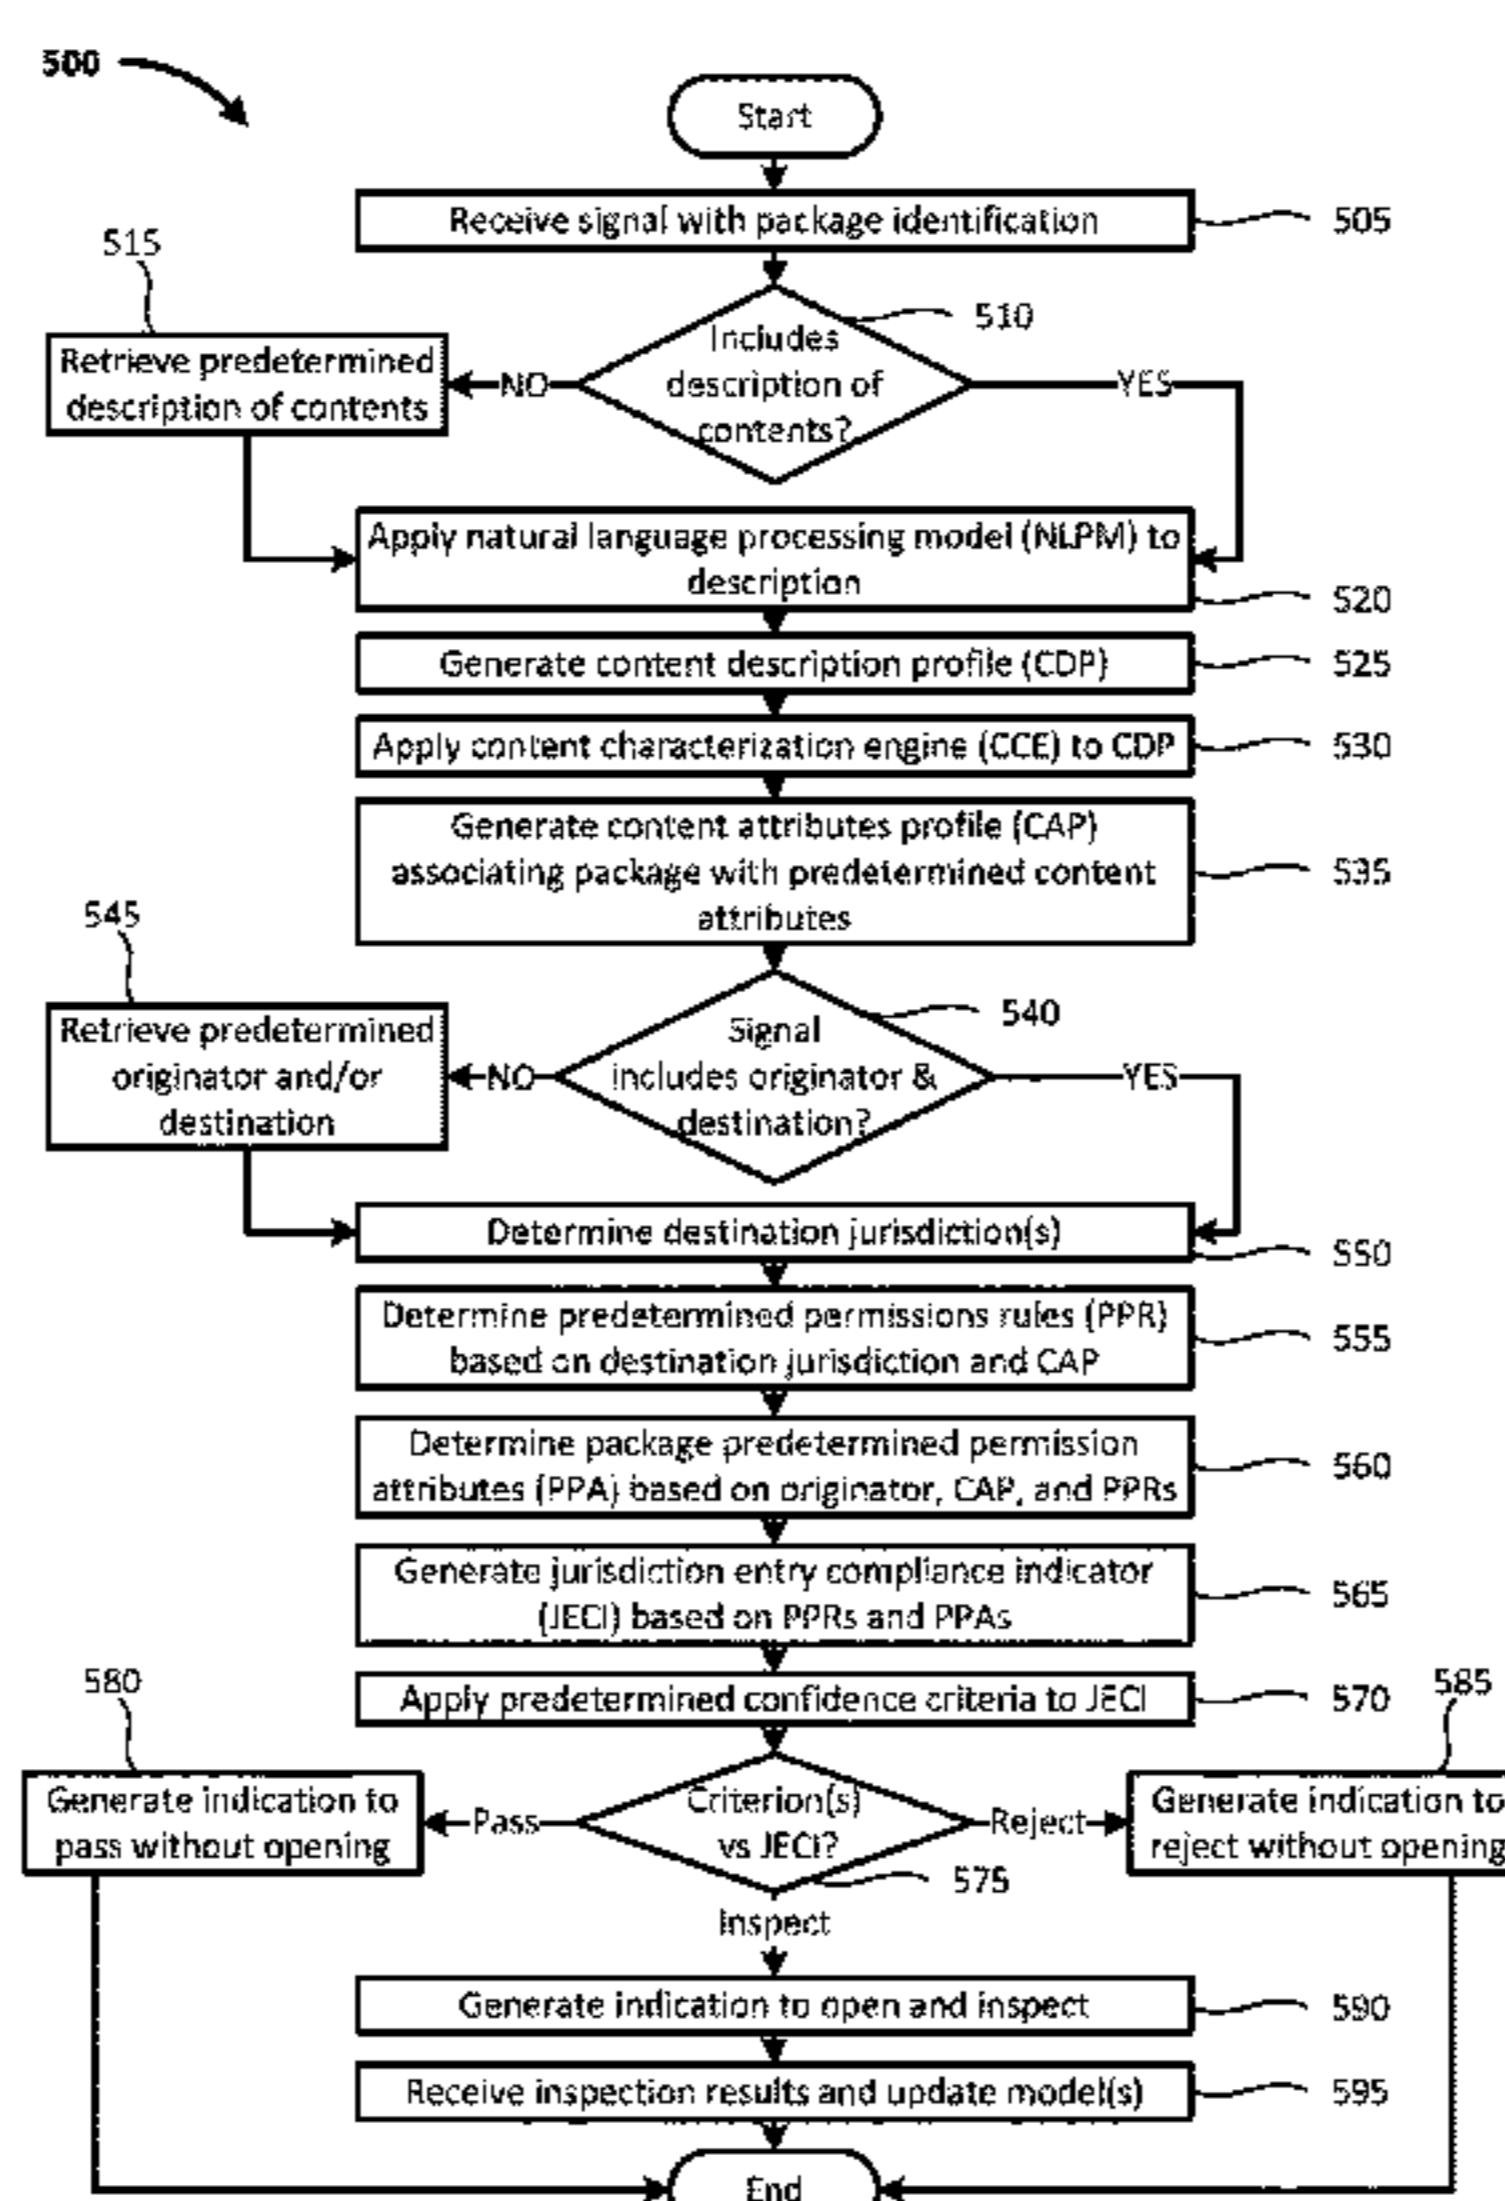 500
Start
Receive signal with package identification
505
515
510
Includes
description of
contents?
Retrieve predetermined
description of contents
NO
YES
Apply natural language processing model (NLPM) to
description
520
Generate content description profile (CDP)
525
Apply content characterization engine (CCE) to CDP
530
Generate content attributes profile (CAP)
associating package with predetermined content
attributes
535
545
540
Signal
includes originator &
destination?
Retrieve predetermined
originator and/or
destination
NO
YES
Determine destination jurisdiction(s)
550
Determine predetermined permissions rules (PPR)
based on destination jurisdiction and CAP
555
Determine package predetermined permission
attributes (PPA) based on originator, CAP, and PPRs
560
Generate jurisdiction entry compliance indicator
(JECI) based on PPRs and PPAs
565
Apply predetermined confidence criteria to JECI
570
580
585
Generate indication to
pass without opening
Pass
Criterion(s)
vs JECI?
Reject
Generate indication to
reject without opening
575
Inspect
Generate indication to open and inspect
590
Receive inspection results and update model(s)
595
End